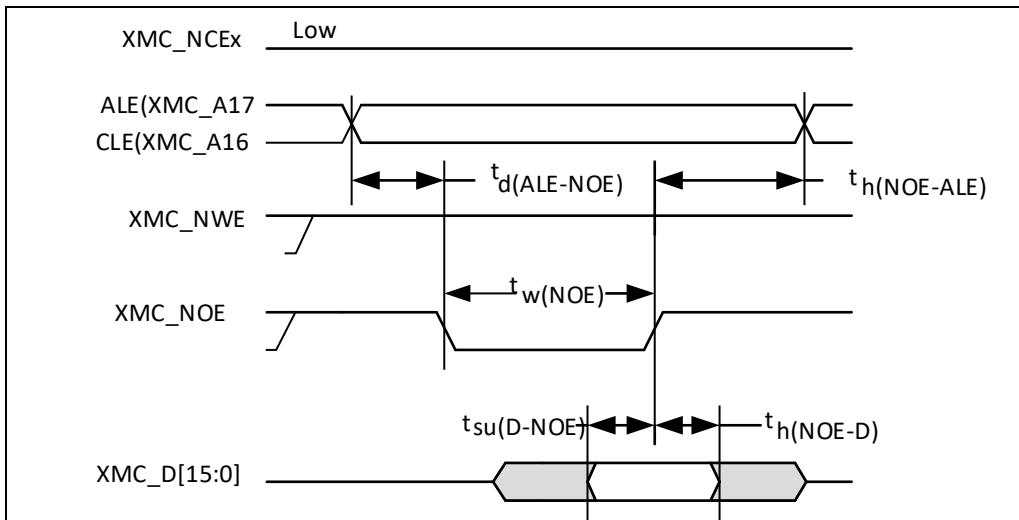 XMC_NCEx
Low
ALE(XMC_A17
CLE(XMC_A16
td(ALE-NOE)
th(NOE-ALE)
XMC_NWE
tw(NOE)
XMC_NOE
tsu(D-NOE)
th(NOE-D)
XMC_D[15:0]